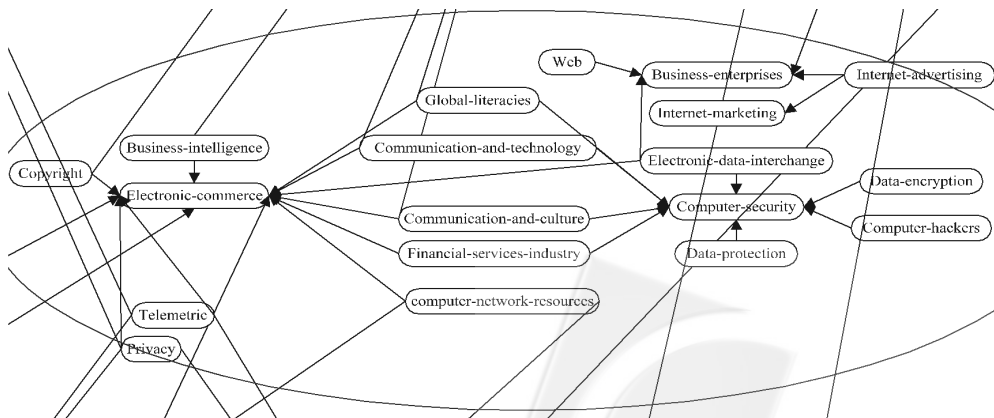 Web
Business-enterprises
Internet-advertising
Global-literacies
Internet-marketing
Business-intelligence
Communication-and-technology
Electronic-data-interchange
Copyright
Electronic-commerce
Data-encryption
Communication-and-culture
Computer-security
Computer-hackers
Financial-services-industry
Data-protection
computer-network-resources
Telemetric
Privacy